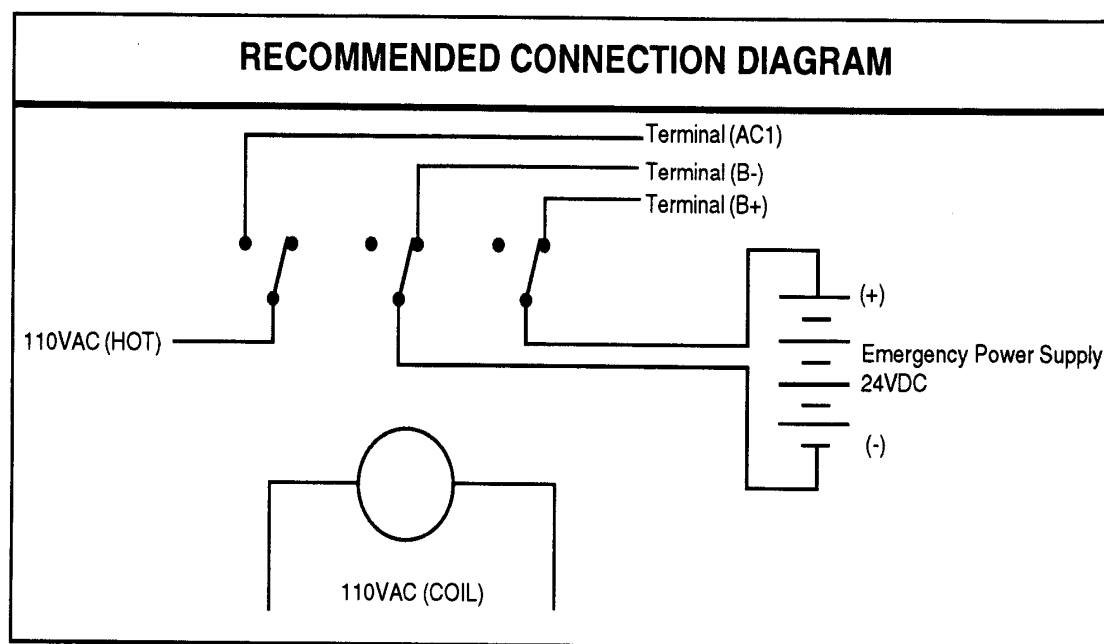 RECOMMENDED CONNECTION DIAGRAM
Terminal (AC1)
Terminal (B-)
Terminal (B+)
110VAC (HOT)
(+)
Emergency Power Supply
24VDC
(-)
110VAC (COIL)